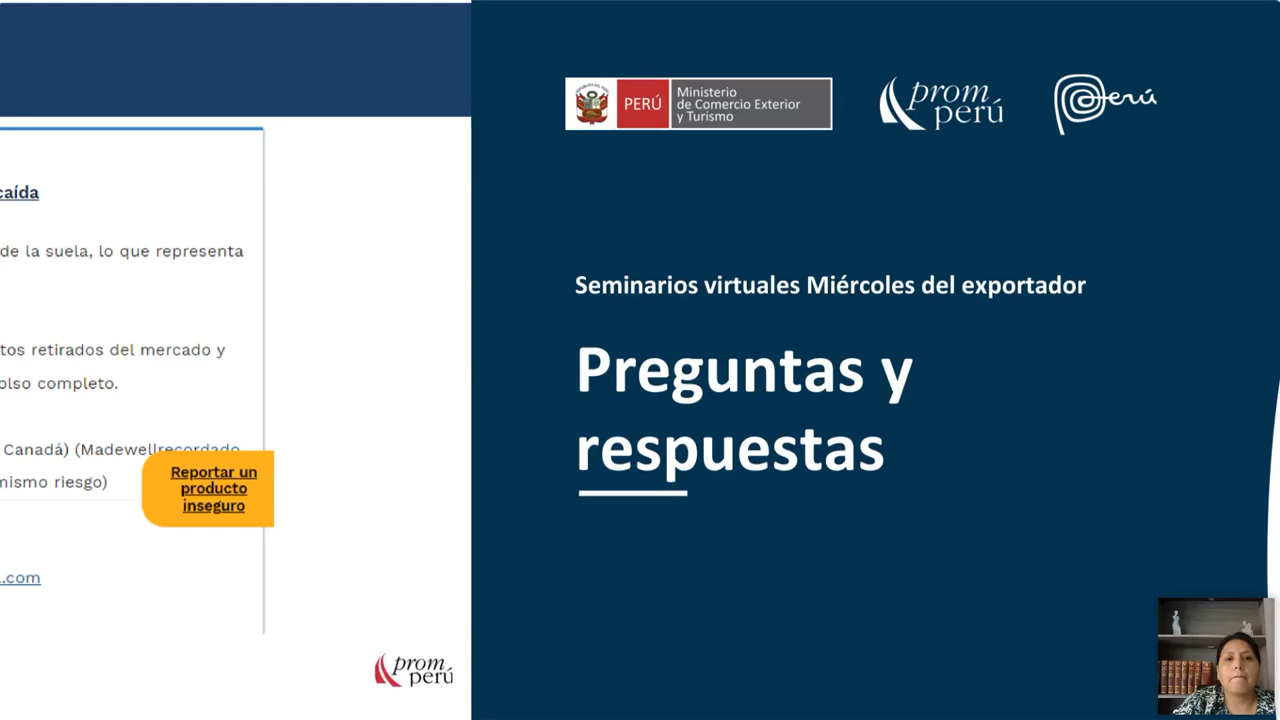 caída
de la suela, lo que representa
tos retirados del mercado y
olso completo.
Canadá) (Madewellrecordado
mismo riesgo)
Reportar un
producto
inseguro
.com
prom
perú
PERÚ
Ministerio
de Comercio Exterior
y Turismo
prom
perú
Perú
Seminarios virtuales Miércoles del exportador
Preguntas y
respuestas